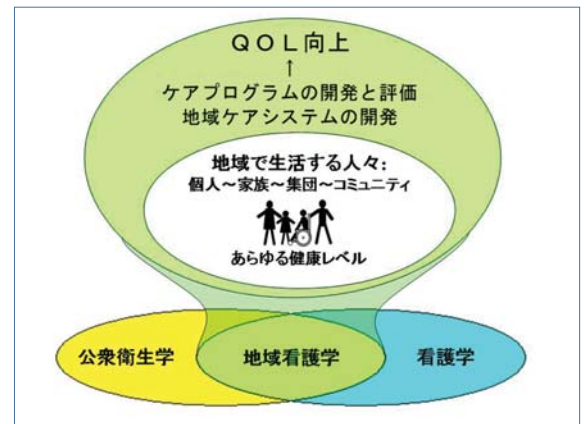 ＱＯＬ向上
↑
ケアプログラムの開発と評価
地域ケアシステムの開発
地域で生活する人々:
個人～家族～集団～コミュニティ
あらゆる健康レベル
公衆衛生学
地域看護学
看護学